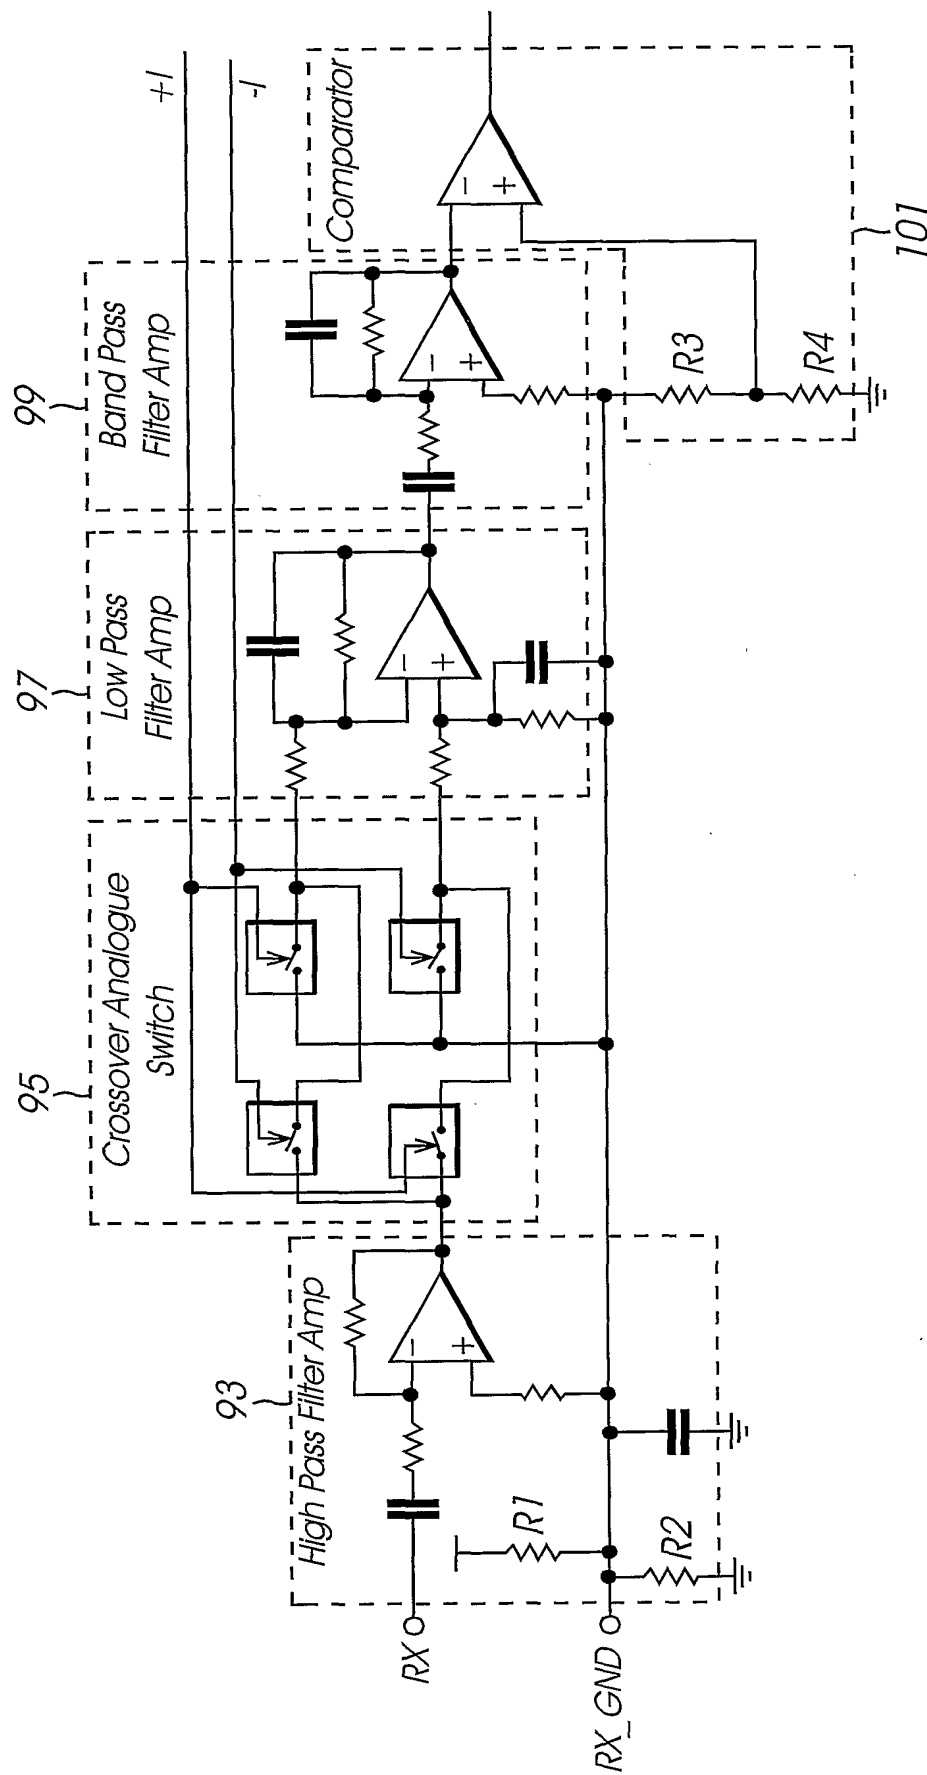 93
High Pass Filter Amp
RX
RX_GND
R1
R2
95
Crossover Analogue
Switch
97
Low Pass
Filter Amp
99
Band Pass
Filter Amp
+I
-I
Comparator
R3
R4
101
-
+
-
+
-
+
-
+